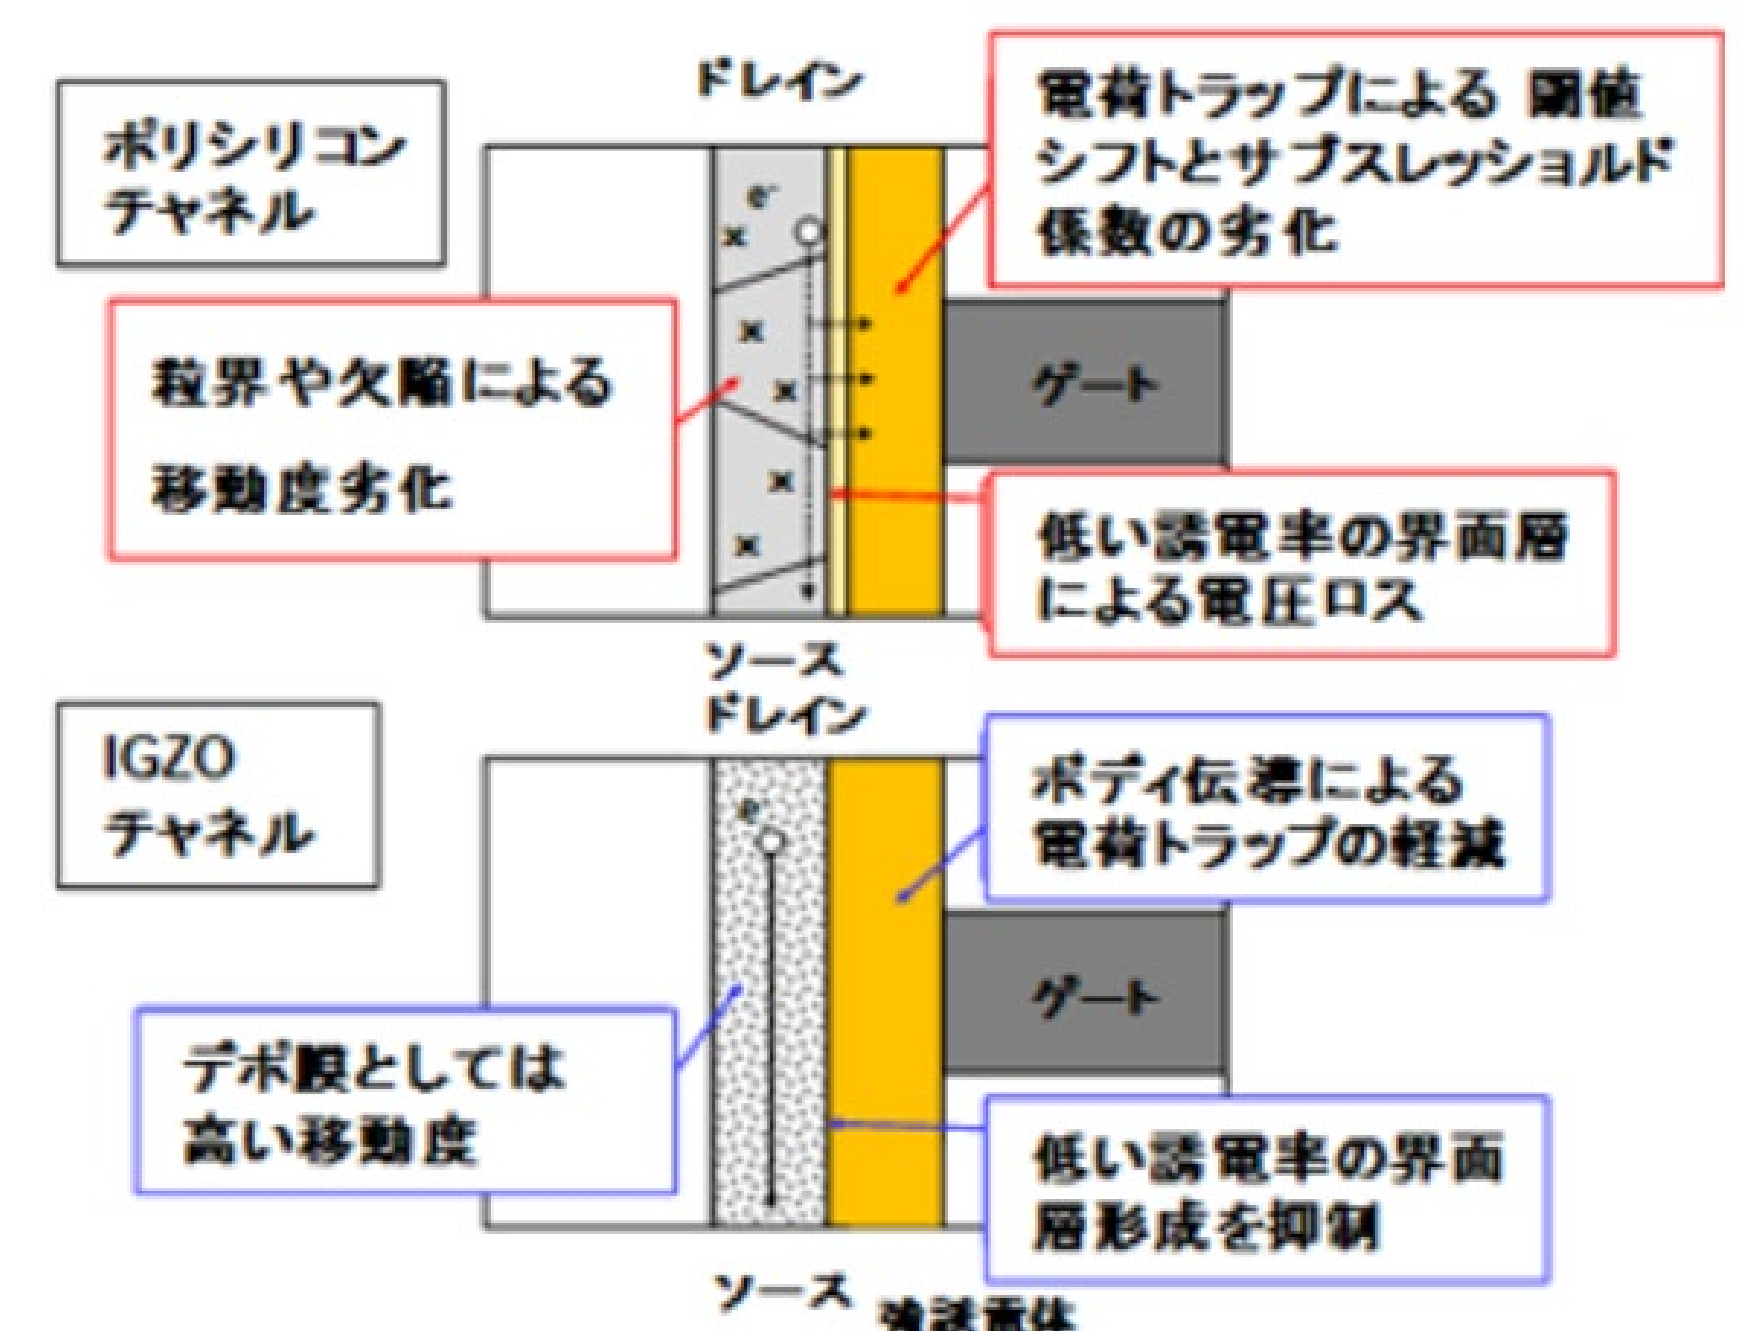 ドレイン
ポリシリコン
チャネル
電荷トラップによる 閾値
シフトとサブスレッショルド
係数の劣化
e-
粒界や欠陥による
移動度劣化
ゲート
低い誘電率の界面層
による電圧ロス
ソース
ドレイン
IGZO
チャネル
ボディ伝導による
電荷トラップの軽減
e-
ゲート
デポ膜としては
高い移動度
低い誘電率の界面
層形成を抑制
ソース
強誘電体